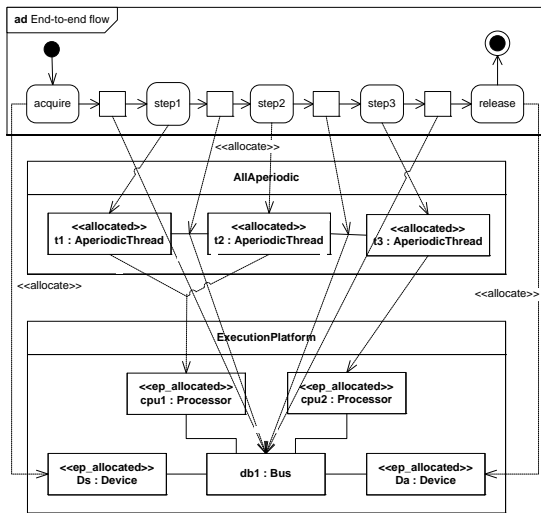 ad End-to-end flow
acquire
step1
step2
step3
release
<<allocate>>
AllAperiodic
<<allocated>>
t1 : AperiodicThread
<<allocated>>
t2 : AperiodicThread
<<allocated>>
t3 : AperiodicThread
<<allocate>>
<<allocate>>
ExecutionPlatform
<<ep_allocated>>
cpu1 : Processor
<<ep_allocated>>
cpu2 : Processor
<<ep_allocated>>
Ds : Device
db1 : Bus
<<ep_allocated>>
Da : Device